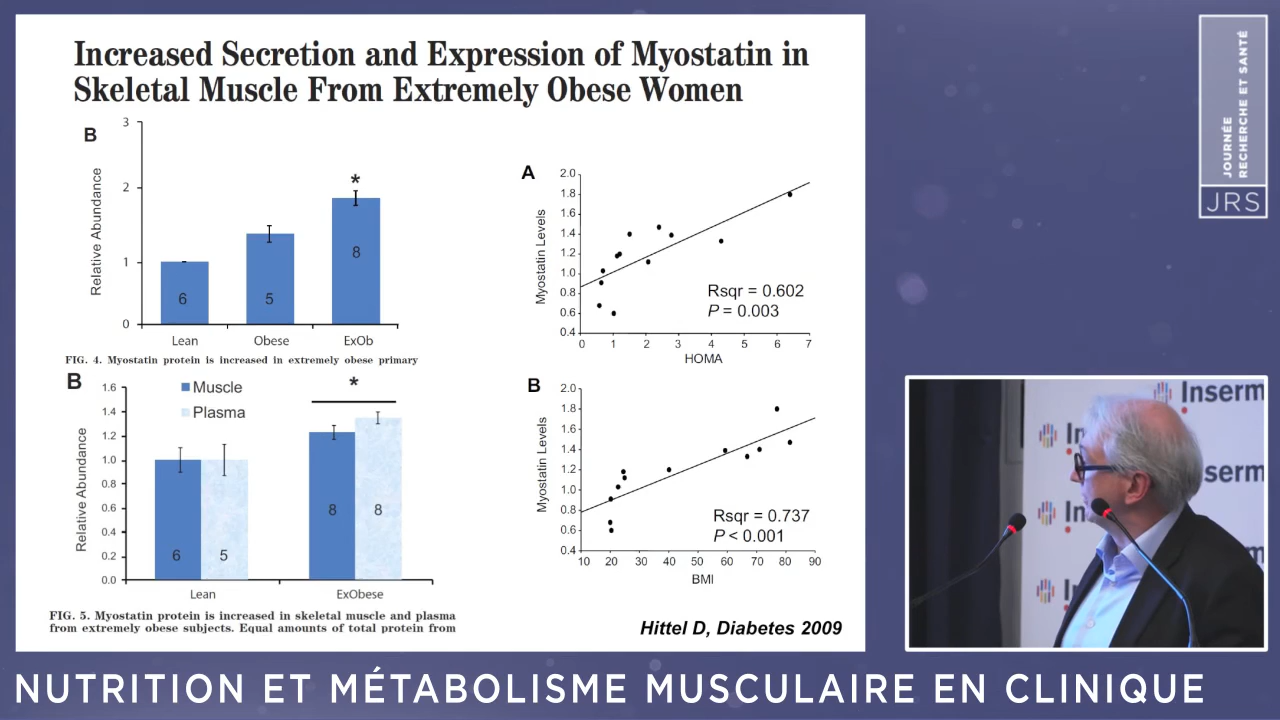 Increased Secretion and Expression of Myostatin in
Skeletal Muscle From Extremely Obese Women
B
3
2
1
0
Relative Abundance
*
6
5
8
Lean
Obese
ExOb
FIG. 4. Myostatin protein is increased in extremely obese primary
B
1.6
1.4
1.2
1.0
0.8
0.6
0.4
0.2
0.0
Relative Abundance
Muscle
Plasma
*
6
5
8
8
Lean
ExObese
FIG. 5. Myostatin protein is increased in skeletal muscle and plasma
from extremely obese subjects. Equal amounts of total protein from
A
2.0
1.8
1.6
1.4
1.2
1.0
0.8
0.6
0.4
Myostatin Levels
Rsqr = 0.602
P = 0.003
0 1 2 3 4 5 6 7
HOMA
B
2.0
1.8
1.6
1.4
1.2
1.0
0.8
0.6
0.4
Myostatin Levels
Rsqr = 0.737
P < 0.001
10 20 30 40 50 60 70 80 90
BMI
Hittel D, Diabetes 2009
JOURNÉE
RECHERCHE ET SANTÉ
JRS
Inserm
In
Inserm
In
NUTRITION ET MÉTABOLISME MUSCULAIRE EN CLINIQUE